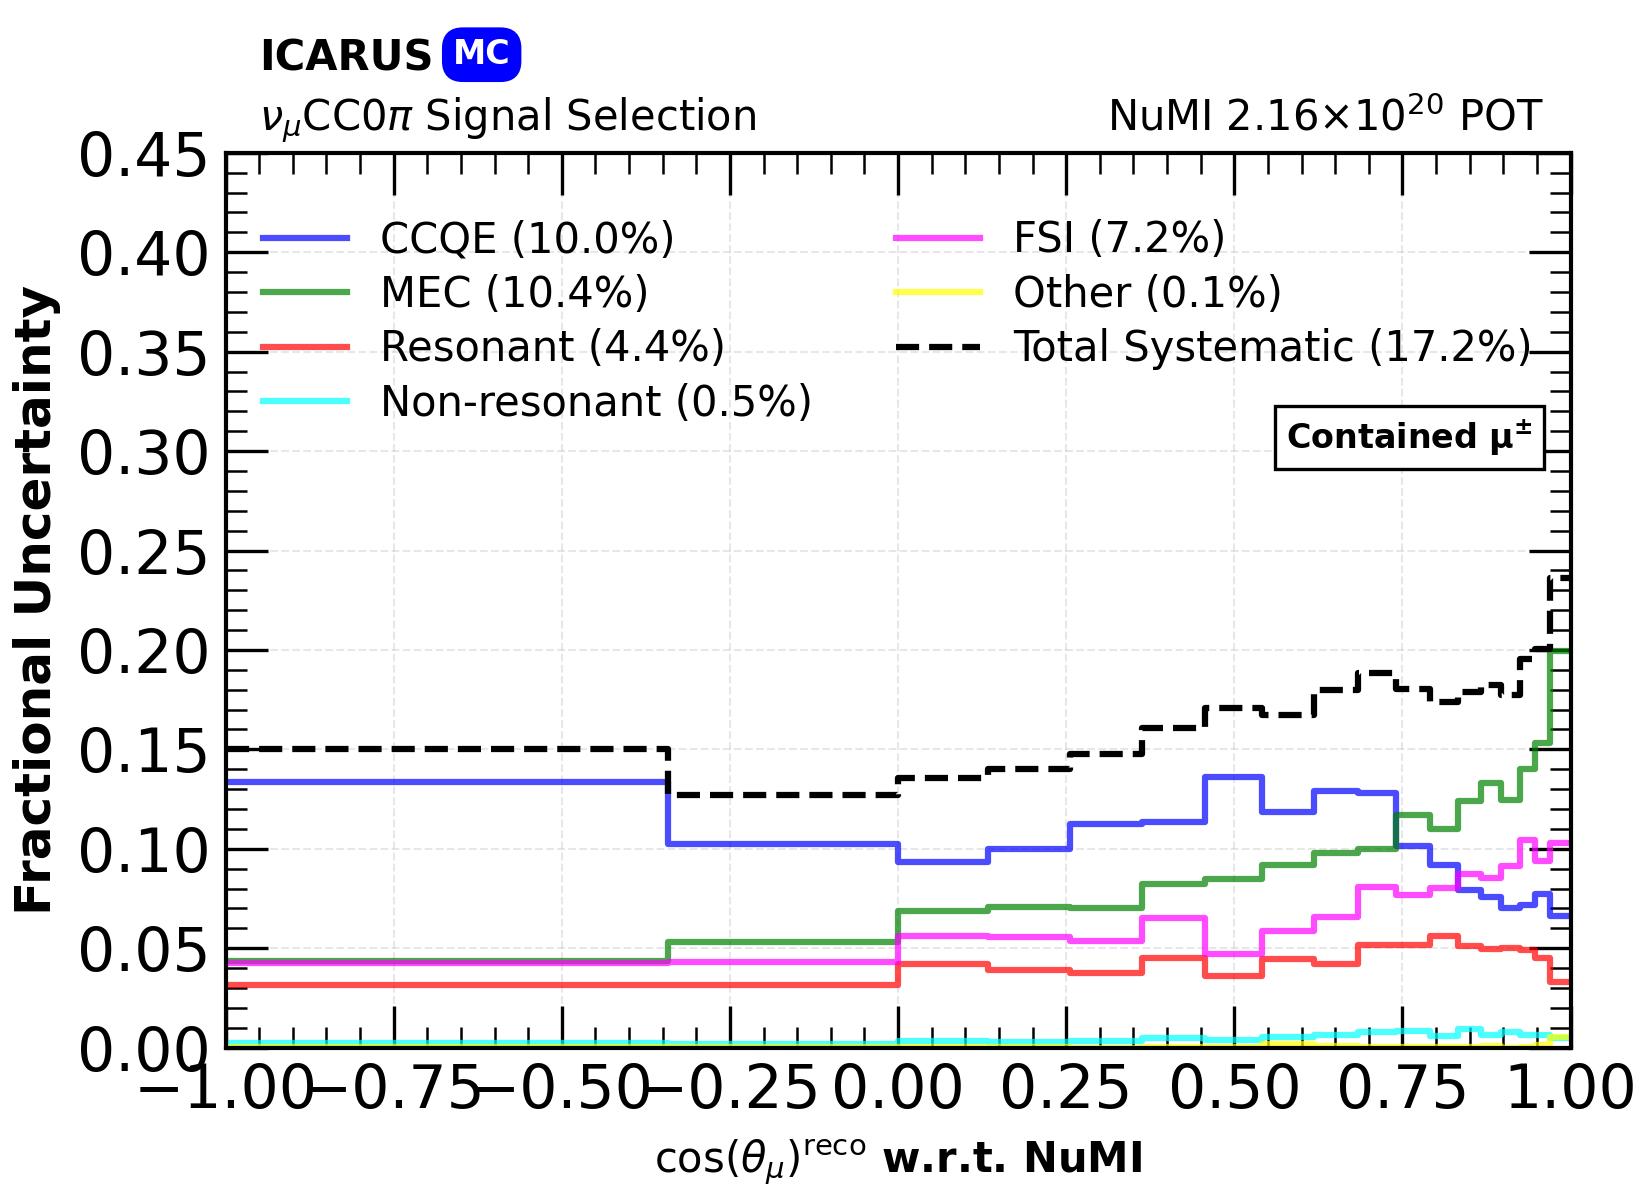 ICARUS MC
νμCC0π Signal Selection NuMI 2.16×10²⁰ POT
0.45
CCQE (10.0%) FSI (7.2%)
0.40
MEC (10.4%) Other (0.1%)
0.35
Resonant (4.4%) Total Systematic (17.2%)
Non-resonant (0.5%)
Contained μ±
0.30
0.25
0.20
0.15
0.10
0.05
0.00
Fractional Uncertainty
−1.00 −0.75 −0.50 −0.25 0.00 0.25 0.50 0.75 1.00
cos(θμ)reco w.r.t. NuMI